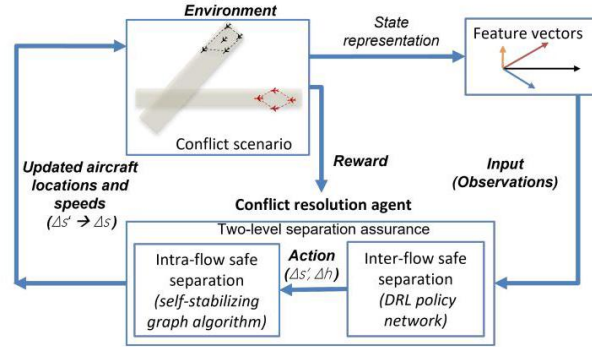 Environment
Conflict scenario
State
representation
Feature vectors
Reward
Input
(Observations)
Updated aircraft
locations and
speeds
(Δs' → Δs)
Conflict resolution agent
Two-level separation assurance
Intra-flow safe
separation
(self-stabilizing
graph algorithm)
Action
(Δs', Δh)
Inter-flow safe
separation
(DRL policy
network)